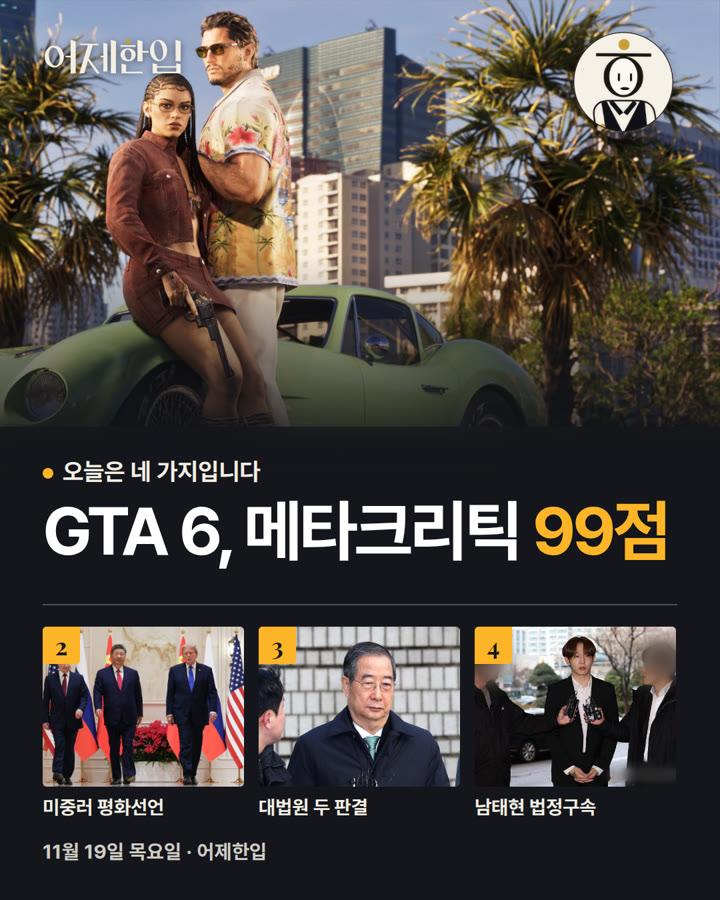 어제한입
오늘은 네 가지입니다
GTA 6, 메타크리틱 99점
2
3
4
미중러 평화선언
대법원 두 판결
남태현 법정구속
11월 19일 목요일 · 어제한입